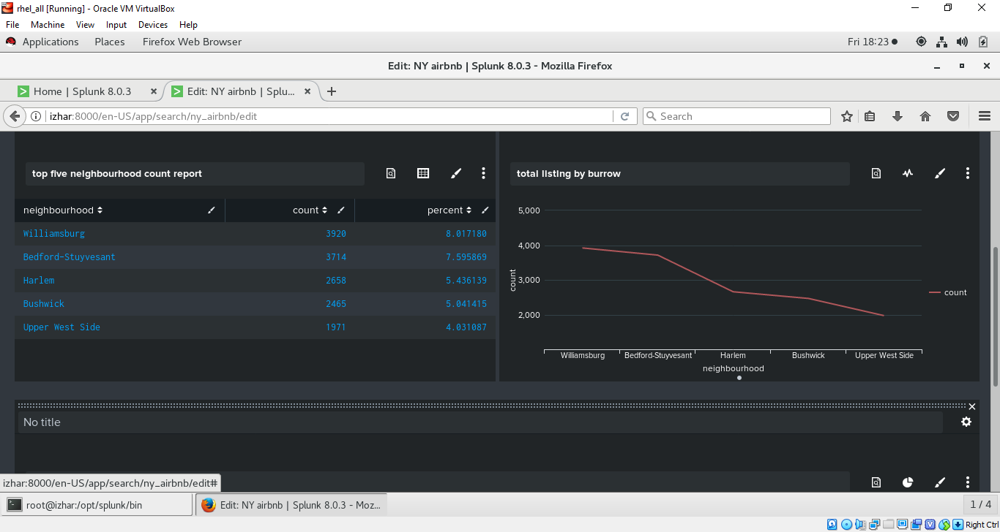 rhel_all [Running] - Oracle VM VirtualBox
File Machine View Input Devices Help
Applications Places Firefox Web Browser Fri 18:23
Edit: NY airbnb | Splunk 8.0.3 - Mozilla Firefox
Home | Splunk 8.0.3 Edit: NY airbnb | Splu...
izhar:8000/en-US/app/search/ny_airbnb/edit Search
top five neighbourhood count report
neighbourhood count percent
Williamsburg 3920 8.017180
Bedford-Stuyvesant 3714 7.595869
Harlem 2658 5.436139
Bushwick 2465 5.041415
Upper West Side 1971 4.031087
total listing by burrow
5,000
4,000
3,000
2,000
count
Williamsburg Bedford-Stuyvesant Harlem Bushwick Upper West Side
neighbourhood
count
No title
izhar:8000/en-US/app/search/ny_airbnb/edit#
root@izhar:/opt/splunk/bin Edit: NY airbnb | Splunk 8.0.3 - Moz... 1 / 4
Right Ctrl